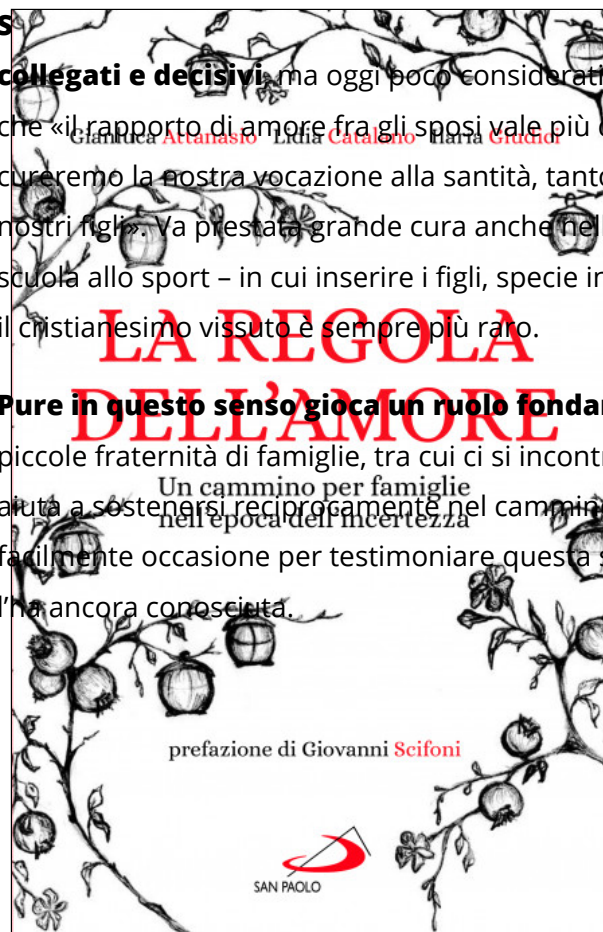 S
collegati e decisivi, ma oggi poco considerati
che «il rapporto di amore fra gli sposi vale più
Gianluca Attanasio Lidia Catalano Ilaria Giudici
cureremo la nostra vocazione alla santità, tanto
nostri figli». Va prestata grande cura anche nell
scuola allo sport – in cui inserire i figli, specie in
il cristianesimo vissuto è sempre più raro.
LA REGOLA
DELL'AMORE
Pure in questo senso gioca un ruolo fondar
piccole fraternità di famiglie, tra cui ci si incontr
Un cammino per famiglie
nell'epoca dell'incertezza
aiuta a sostenersi reciprocamente nel cammin
facilmente occasione per testimoniare questa s
l'ha ancora conosciuta.
prefazione di Giovanni Scifoni
SAN PAOLO